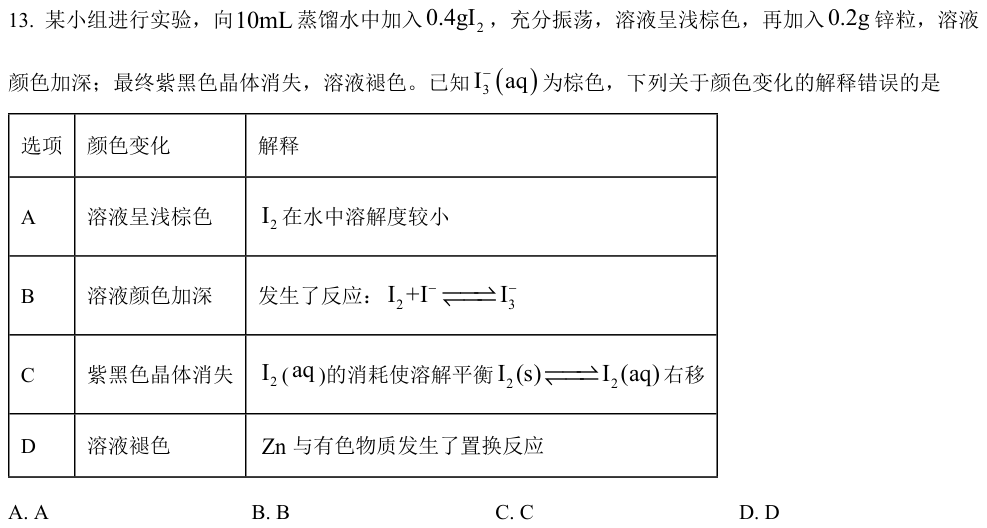 13. 某小组进行实验，向10mL蒸馏水中加入0.4gI₂，充分振荡，溶液呈浅棕色，再加入0.2g锌粒，溶液
颜色加深；最终紫黑色晶体消失，溶液褪色。已知I₃⁻(aq)为棕色，下列关于颜色变化的解释错误的是
选项 颜色变化 解释
A 溶液呈浅棕色 I₂在水中溶解度较小
B 溶液颜色加深 发生了反应：I₂+I⁻⇌I₃⁻
C 紫黑色晶体消失 I₂(aq)的消耗使溶解平衡I₂(s)⇌I₂(aq)右移
D 溶液褪色 Zn与有色物质发生了置换反应
A. A B. B C. C D. D